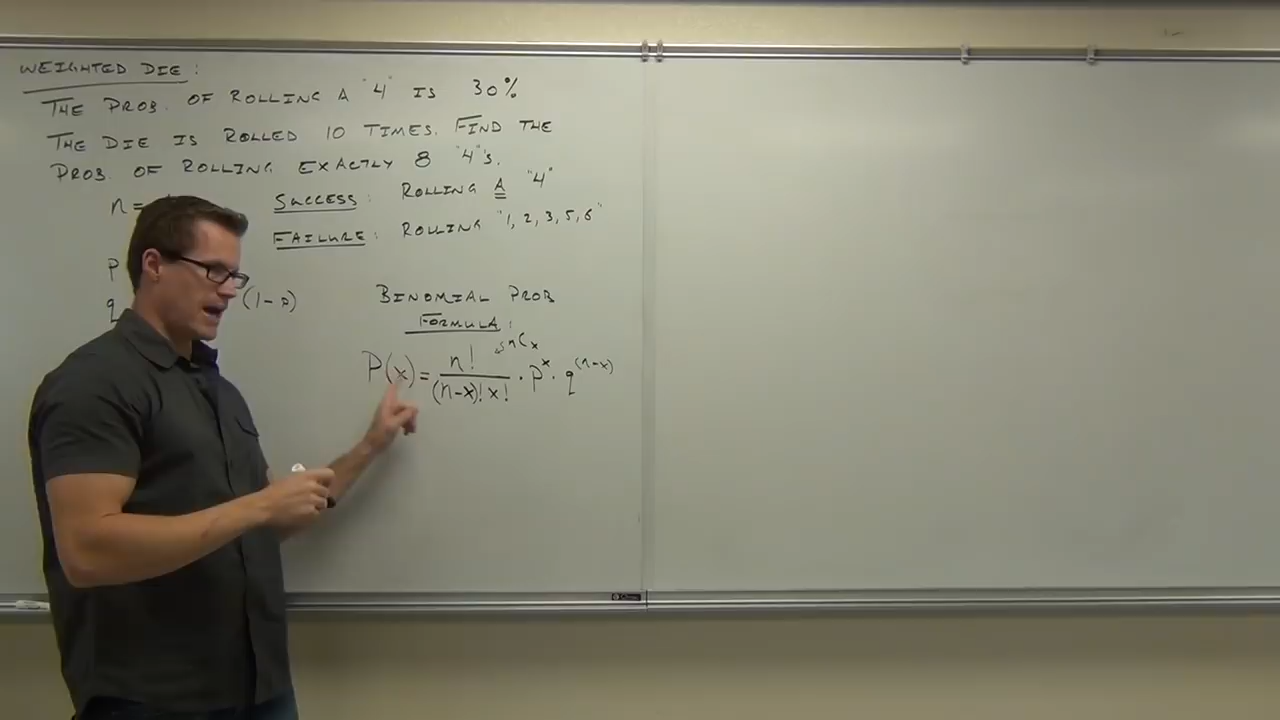 WEIGHTED DIE:
THE PROB. OF ROLLING A "4" IS 30%
THE DIE IS ROLLED 10 TIMES. FIND THE
PROB OF ROLLING EXACTLY 8 "4"S.
n=
SUCCESS: ROLLING A "4"
FAILURE: ROLLING "1, 2, 3, 5, 6"
P
q (1-p)
BINOMIAL PROB
FORMULA:
P(x) = n!/((n-x)! x!) · p^x · q^(n-x)
nCx